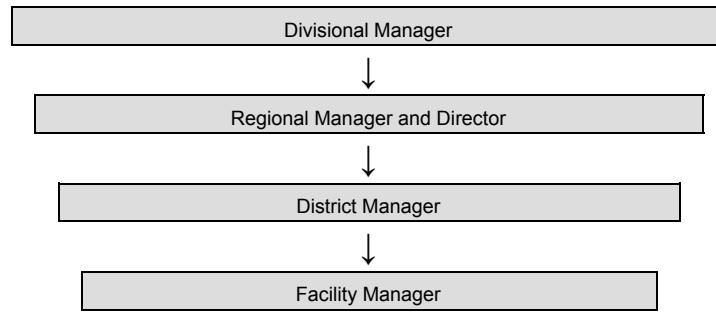 Divisional Manager
Regional Manager and Director
District Manager
Facility Manager